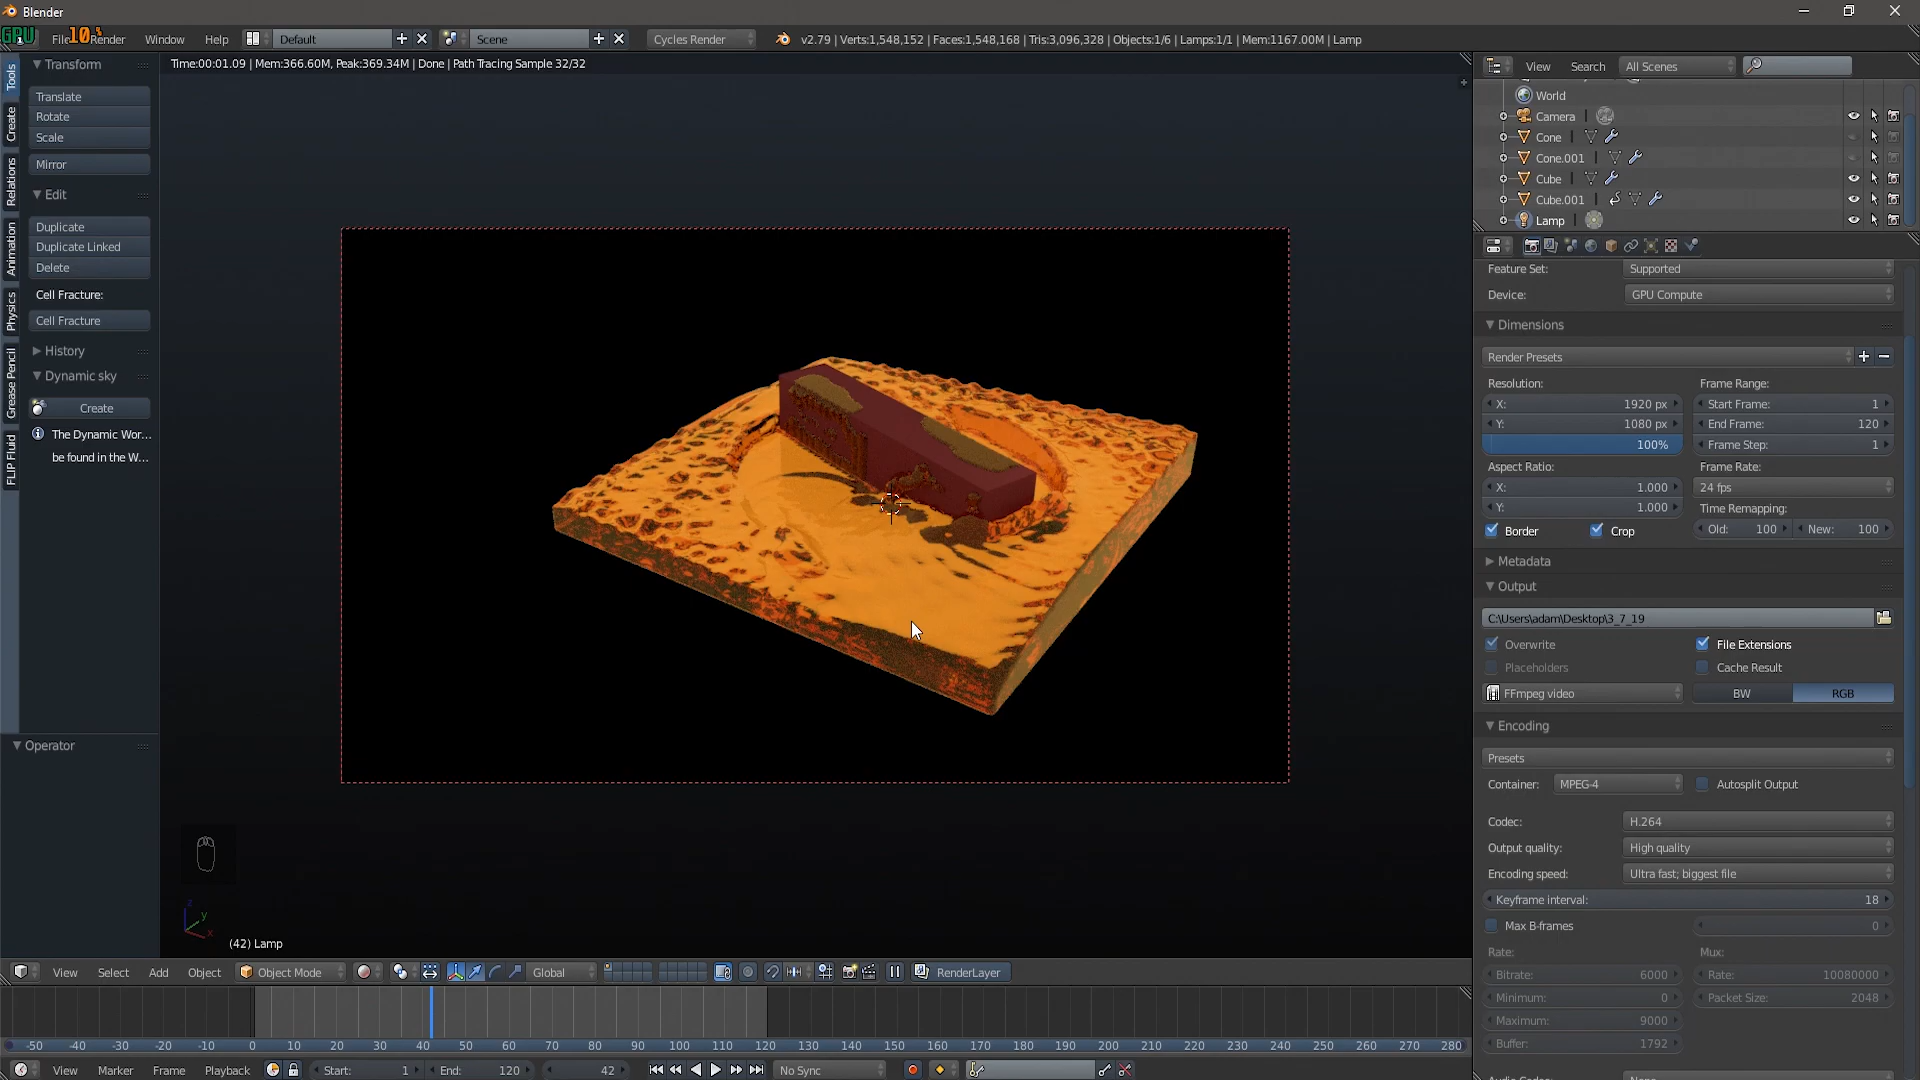 Blender
GPU 10%
File Render Window Help Default Scene Cycles Render v2.79 | Verts:1,548,152 | Faces:1,548,168 | Tris:3,096,328 | Objects:1/6 | Lamps:1/1 | Mem:1167.00M | Lamp
Time:00:01.09 | Mem:366.60M, Peak:369.34M | Done | Path Tracing Sample 32/32
Tools
Create
Relations
Animation
Physics
Grease Pencil
FLIP Fluid
Transform
Translate
Rotate
Scale
Mirror
Edit
Duplicate
Duplicate Linked
Delete
Cell Fracture:
Cell Fracture
History
Dynamic sky
Create
The Dynamic Wor...
be found in the W...
Operator
z
y
x
(42) Lamp
View Select Add Object Object Mode Global RenderLayer
-50 -40 -30 -20 -10 0 10 20 30 40 50 60 70 80 90 100 110 120 130 140 150 160 170 180 190 200 210 220 230 240 250 260 270 280
View Marker Frame Playback Start: 1 End: 120 42 No Sync
View Search All Scenes
World
Camera
Cone
Cone.001
Cube
Cube.001
Lamp
Feature Set: Supported
Device: GPU Compute
Dimensions
Render Presets
Resolution: Frame Range:
X: 1920 px Start Frame: 1
Y: 1080 px End Frame: 120
100% Frame Step: 1
Aspect Ratio: Frame Rate:
X: 1.000 24 fps
Y: 1.000 Time Remapping:
Border Crop Old: 100 New: 100
Metadata
Output
C:\Users\adam\Desktop\3_7_19
Overwrite File Extensions
Placeholders Cache Result
FFmpeg video BW RGB
Encoding
Presets
Container: MPEG-4 Autosplit Output
Codec: H.264
Output quality: High quality
Encoding speed: Ultra fast; biggest file
Keyframe interval: 18
Max B-frames 0
Rate: Mux:
Bitrate: 6000 Rate: 10080000
Minimum: 0 Packet Size: 2048
Maximum: 9000
Buffer: 1792